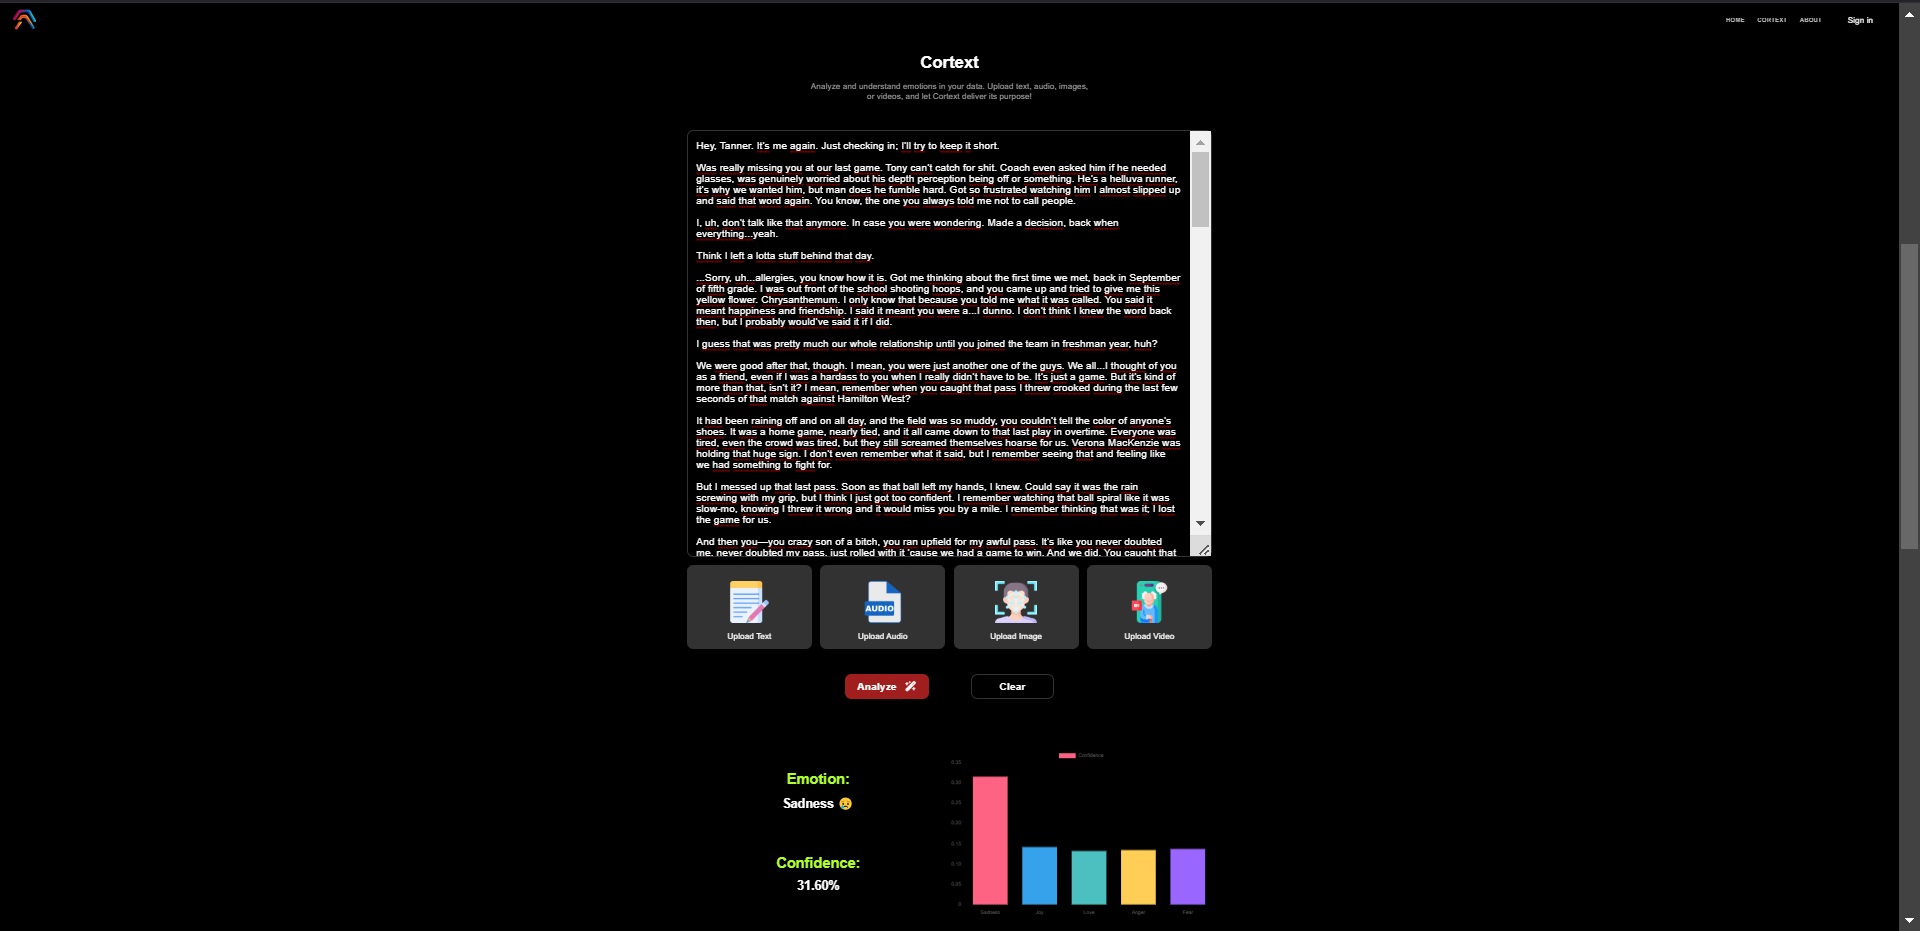 HOME CORTEXT ABOUT Sign in
Cortext
Analyze and understand emotions in your data. Upload text, audio, images,
or videos, and let Cortext deliver its purpose!
Hey, Tanner. It's me again. Just checking in; I'll try to keep it short.
Was really missing you at our last game. Tony can't catch for shit. Coach even asked him if he needed
glasses, was genuinely worried about his depth perception being off or something. He's a helluva runner,
it's why we wanted him, but man does he fumble hard. Got so frustrated watching him I almost slipped up
and said that word again. You know, the one you always told me not to call people.
I, uh, don't talk like that anymore. In case you were wondering. Made a decision, back when
everything...yeah.
Think I left a lotta stuff behind that day.
...Sorry, uh...allergies, you know how it is. Got me thinking about the first time we met, back in September
of fifth grade. I was out front of the school shooting hoops, and you came up and tried to give me this
yellow flower. Chrysanthemum. I only know that because you told me what it was called. You said it
meant happiness and friendship. I said it meant you were a...I dunno. I don't think I knew the word back
then, but I probably would've said it if I did.
I guess that was pretty much our whole relationship until you joined the team in freshman year, huh?
We were good after that, though. I mean, you were just another one of the guys. We all...I thought of you
as a friend, even if I was a hardass to you when I really didn't have to be. It's just a game. But it's kind of
more than that, isn't it? I mean, remember when you caught that pass I threw crooked during the last few
seconds of that match against Hamilton West?
It had been raining off and on all day, and the field was so muddy, you couldn't tell the color of anyone's
shoes. It was a home game, nearly tied, and it all came down to that last play in overtime. Everyone was
tired, even the crowd was tired, but they still screamed themselves hoarse for us. Verona MacKenzie was
holding that huge sign. I don't even remember what it said, but I remember seeing that and feeling like
we had something to fight for.
But I messed up that last pass. Soon as that ball left my hands, I knew. Could say it was the rain
screwing with my grip, but I think I just got too confident. I remember watching that ball spiral like it was
slow-mo, knowing I threw it wrong and it would miss you by a mile. I remember thinking that was it; I lost
the game for us.
And then you—you crazy son of a bitch, you ran upfield for my awful pass. It's like you never doubted
me, never doubted my pass, just rolled with it 'cause we had a game to win. And we did. You caught that
AUDIO
Upload Text Upload Audio Upload Image Upload Video
Analyze Clear
Confidence
Emotion:
Sadness
Confidence:
31.60%
0.35
0.30
0.25
0.20
0.15
0.10
0.05
0
Sadness Joy Love Anger Fear